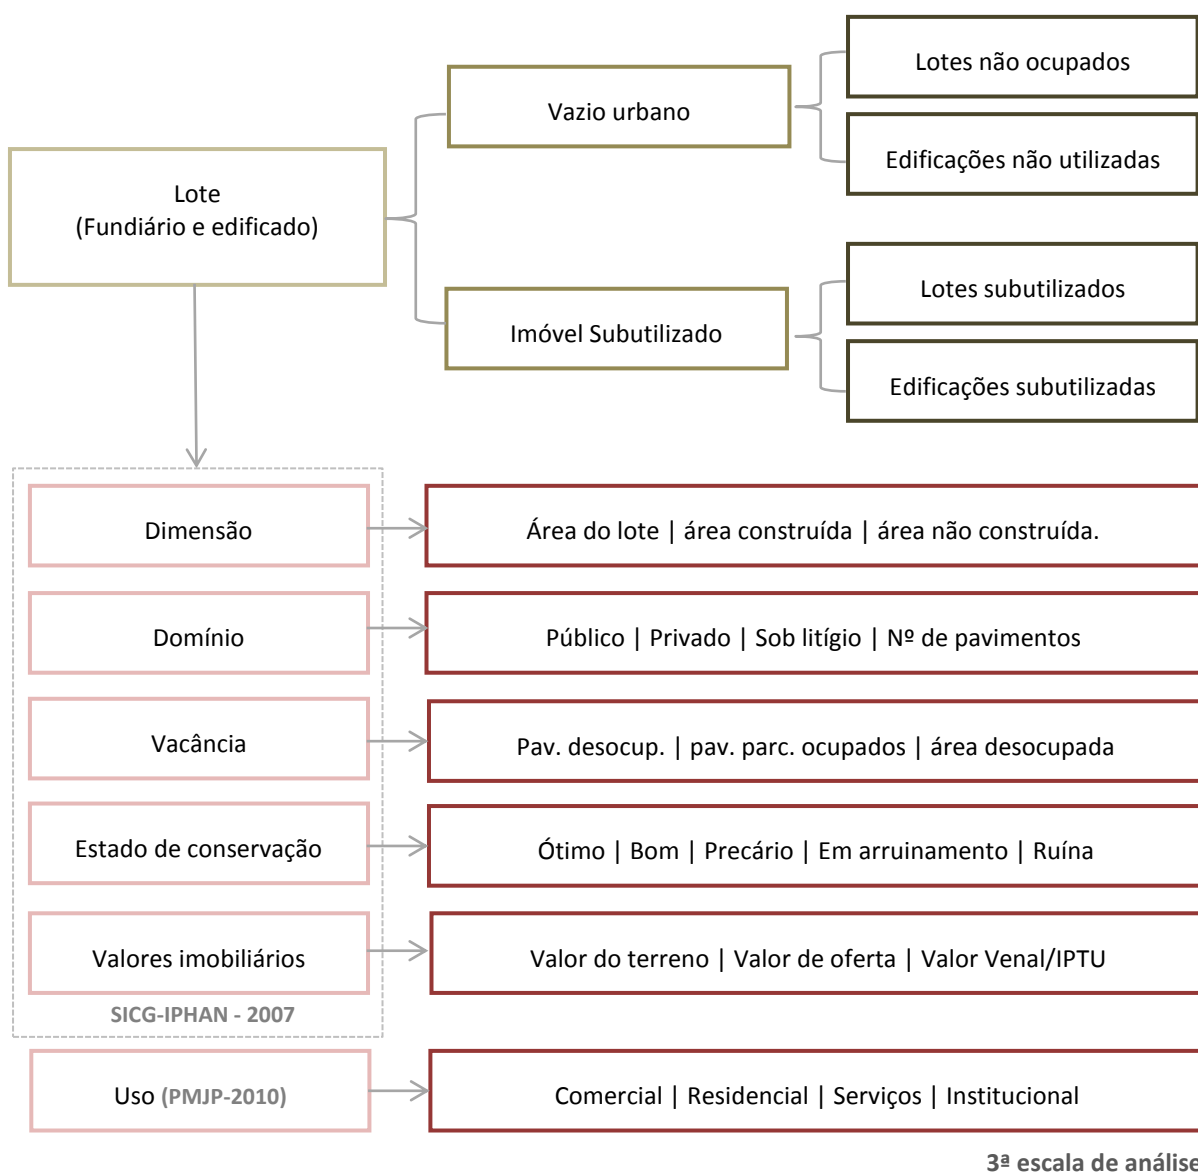 Lotes não ocupados
Vazio urbano
Edificações não utilizadas
Lote
(Fundiário e edificado)
Lotes subutilizados
Imóvel Subutilizado
Edificações subutilizadas
Dimensão
Área do lote | área construída | área não construída.
Domínio
Público | Privado | Sob litígio | Nº de pavimentos
Vacância
Pav. desocup. | pav. parc. ocupados | área desocupada
Estado de conservação
Ótimo | Bom | Precário | Em arruinamento | Ruína
Valores imobiliários
Valor do terreno | Valor de oferta | Valor Venal/IPTU
SICG-IPHAN - 2007
Uso (PMJP-2010)
Comercial | Residencial | Serviços | Institucional
3ª escala de análise